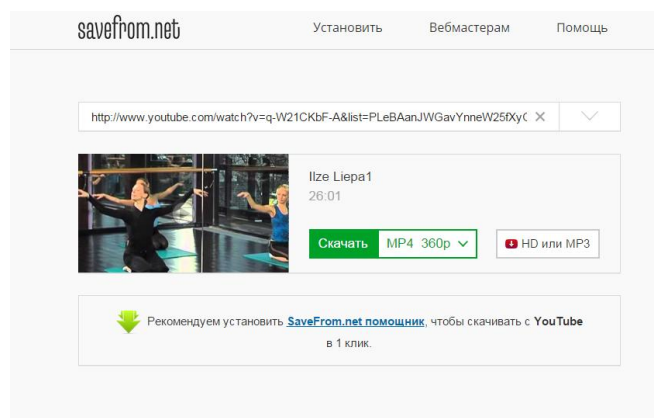 savefrom.net
Установить Вебмастерам Помощь
http://www.youtube.com/watch?v=q-W21CKbF-A&list=PLeBAanJWGavYnneW25fXy(
Ilze Liepa1
26:01
Скачать MP4 360p
HD или MP3
Рекомендуем установить SaveFrom.net помощник, чтобы скачивать с YouTube
в 1 клик.